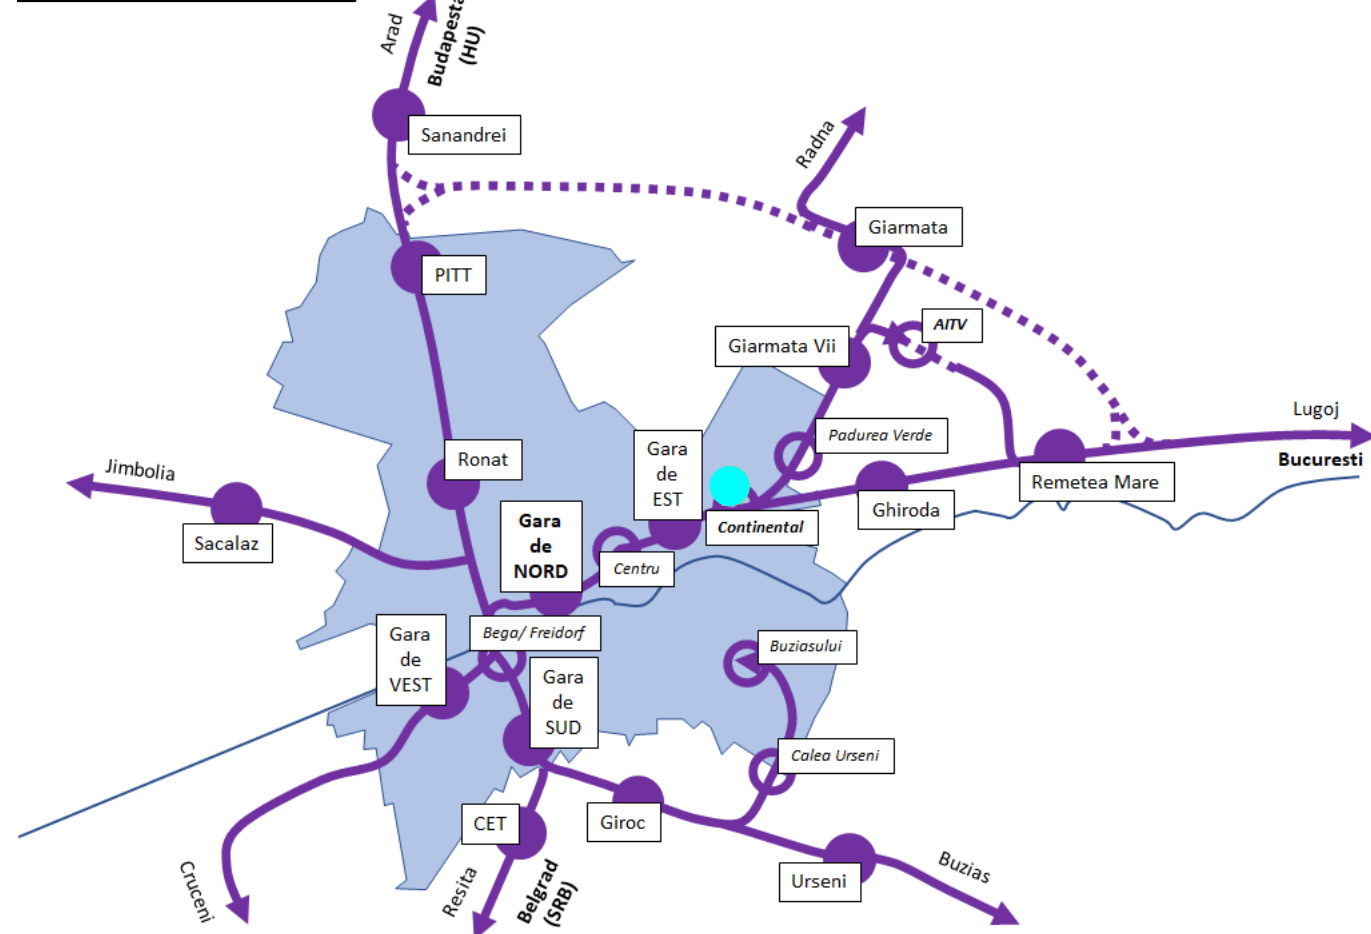 Arad
Budapesta
(HU)
Sanandrei
Radna
Giarmata
PITT
AITV
Giarmata Vii
Lugoj
Bucuresti
Padurea Verde
Gara
de
EST
Ronat
Jimbolia
Remetea Mare
Ghiroda
Continental
Gara
de
NORD
Sacalaz
Centru
Bega/ Freidorf
Gara
de
VEST
Buziasului
Gara
de
SUD
Calea Urseni
CET
Giroc
Urseni
Buzias
Cruceni
Resita
Belgrad
(SRB)